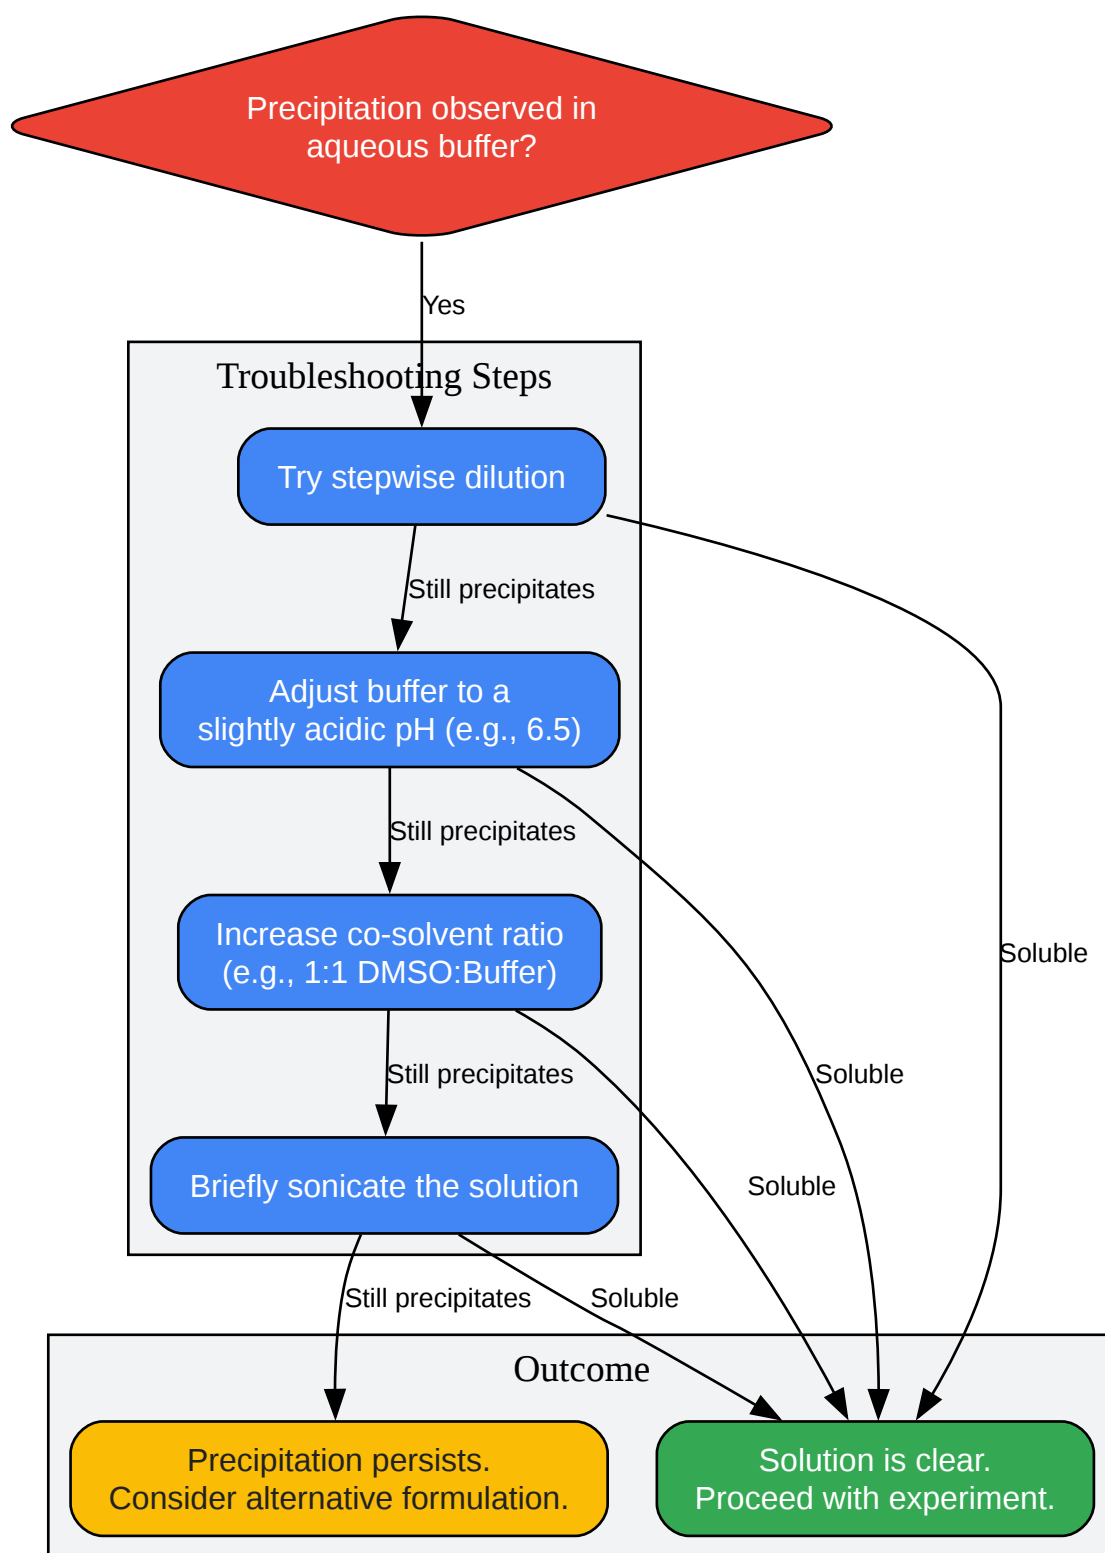 Precipitation observed in
aqueous buffer?
Yes
Troubleshooting Steps
Try stepwise dilution
Still precipitates
Adjust buffer to a
slightly acidic pH (e.g., 6.5)
Still precipitates
Increase co-solvent ratio
(e.g., 1:1 DMSO:Buffer)
Soluble
Still precipitates
Soluble
Briefly sonicate the solution
Soluble
Still precipitates
Soluble
Outcome
Precipitation persists.
Consider alternative formulation.
Solution is clear.
Proceed with experiment.